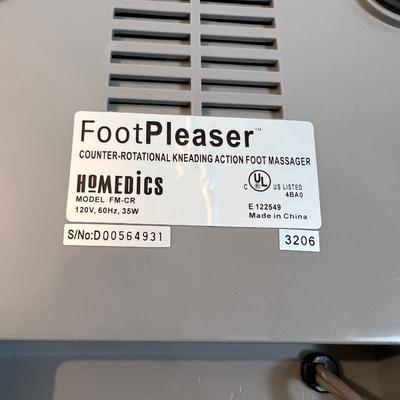 FootPleaser™
COUNTER-ROTATIONAL KNEADING ACTION FOOT MASSAGER
HOMEDICS
MODEL FM-CR
120V, 60Hz, 35W
C UL US LISTED
4BA0
E 122549
Made in China
S/No:D00564931
3206